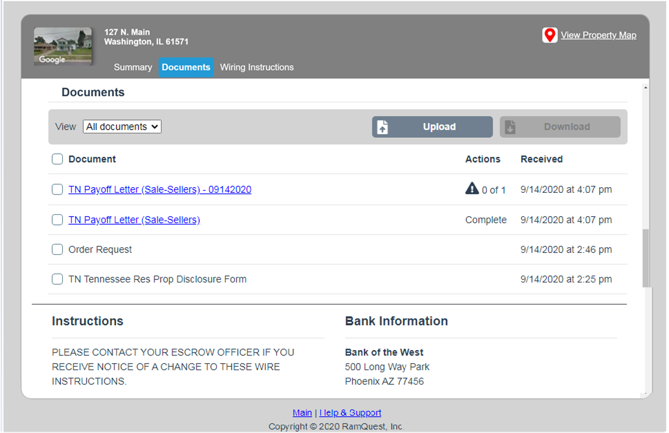 127 N. Main
Washington, IL 61571
View Property Map
Google
Summary Documents Wiring Instructions
Documents
View All documents Upload Download
Document Actions Received
TN Payoff Letter (Sale-Sellers) - 09142020 0 of 1 9/14/2020 at 4:07 pm
TN Payoff Letter (Sale-Sellers) Complete 9/14/2020 at 4:07 pm
Order Request 9/14/2020 at 2:46 pm
TN Tennessee Res Prop Disclosure Form 9/14/2020 at 2:25 pm
Instructions
PLEASE CONTACT YOUR ESCROW OFFICER IF YOU
RECEIVE NOTICE OF A CHANGE TO THESE WIRE
INSTRUCTIONS.
Bank Information
Bank of the West
500 Long Way Park
Phoenix AZ 77456
Main | Help & Support
Copyright © 2020 RamQuest, Inc